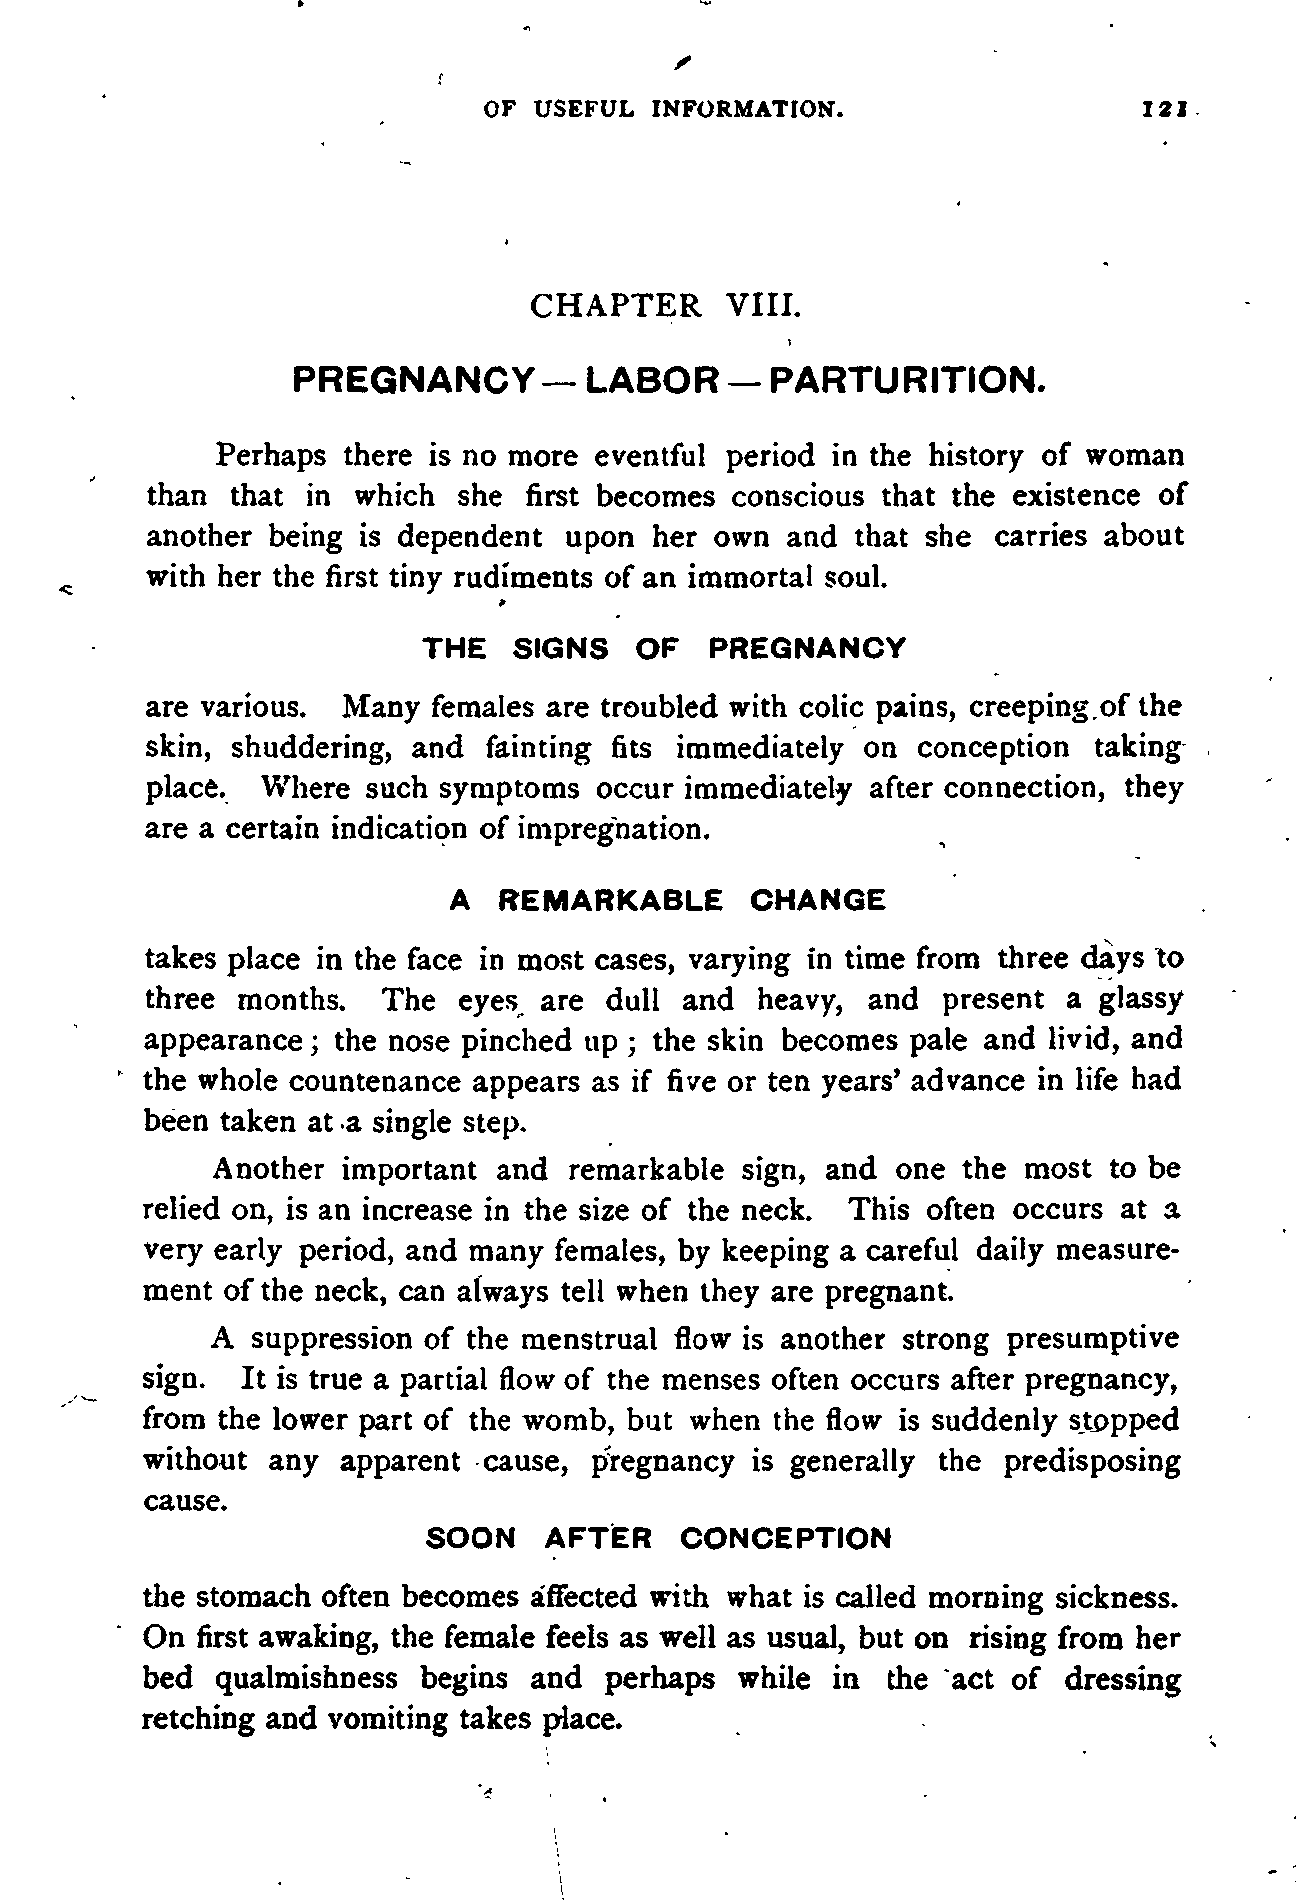 OF USEFUL INFORMATION. 121
CHAPTER VIII.
PREGNANCY — LABOR — PARTURITION.
Perhaps there is no more eventful period in the history of woman
than that in which she first becomes conscious that the existence of
another being is dependent upon her own and that she carries about
with her the first tiny rudiments of an immortal soul.
THE SIGNS OF PREGNANCY
are various. Many females are troubled with colic pains, creeping of the
skin, shuddering, and fainting fits immediately on conception taking
place. Where such symptoms occur immediately after connection, they
are a certain indication of impregnation.
A REMARKABLE CHANGE
takes place in the face in most cases, varying in time from three days to
three months. The eyes are dull and heavy, and present a glassy
appearance; the nose pinched up; the skin becomes pale and livid, and
the whole countenance appears as if five or ten years' advance in life had
been taken at a single step.
Another important and remarkable sign, and one the most to be
relied on, is an increase in the size of the neck. This often occurs at a
very early period, and many females, by keeping a careful daily measure-
ment of the neck, can always tell when they are pregnant.
A suppression of the menstrual flow is another strong presumptive
sign. It is true a partial flow of the menses often occurs after pregnancy,
from the lower part of the womb, but when the flow is suddenly stopped
without any apparent cause, pregnancy is generally the predisposing
cause.
SOON AFTER CONCEPTION
the stomach often becomes affected with what is called morning sickness.
On first awaking, the female feels as well as usual, but on rising from her
bed qualmishness begins and perhaps while in the act of dressing
retching and vomiting takes place.